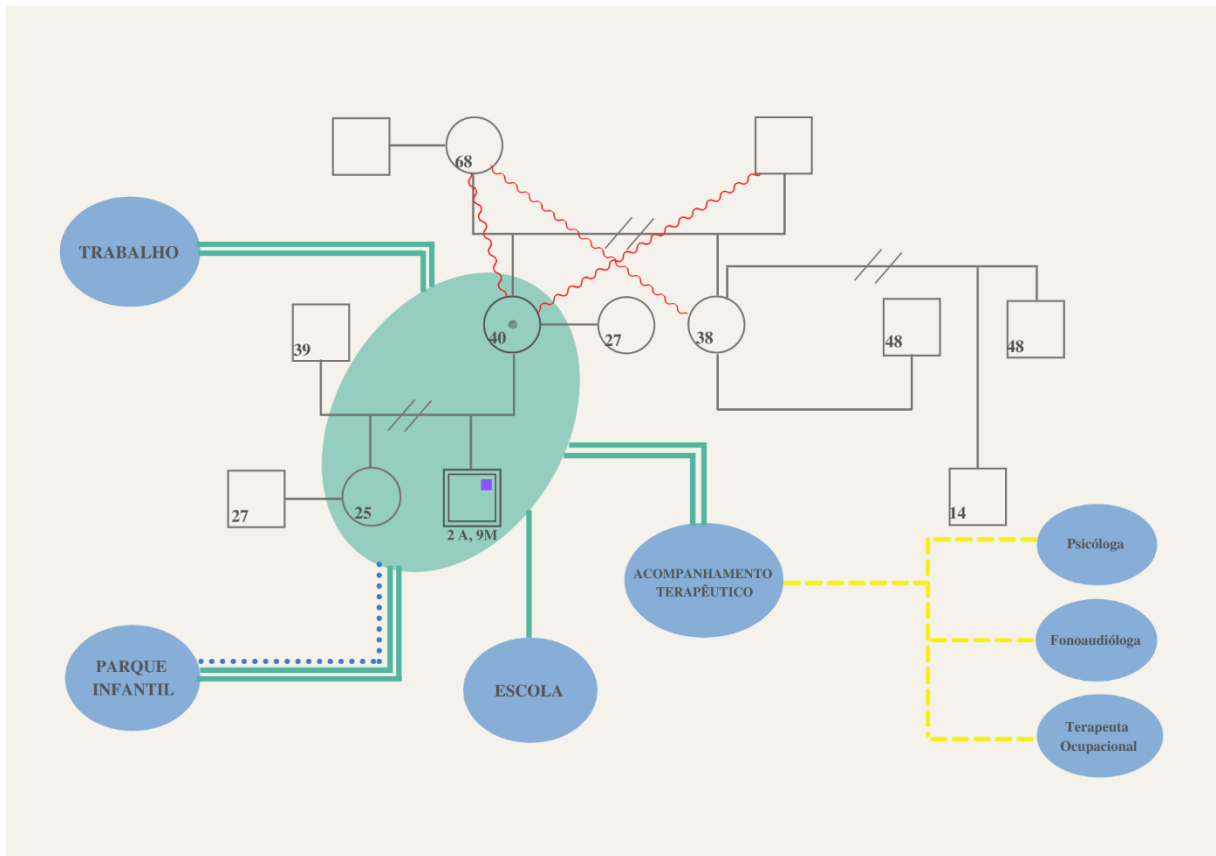 68
TRABALHO
39
40
27
38
48
48
27
25
2 A, 9M
14
ACOMPANHAMENTO
TERAPÊUTICO
Psicóloga
Fonoaudióloga
Terapeuta
Ocupacional
PARQUE
INFANTIL
ESCOLA